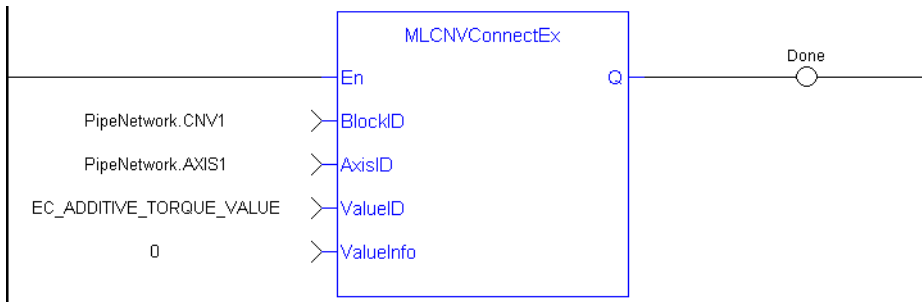 MLCNVConnectEx
Done
En
Q
PipeNetwork.CNV1
BlockID
PipeNetwork.AXIS1
AxisID
EC_ADDITIVE_TORQUE_VALUE
ValueID
0
ValueInfo